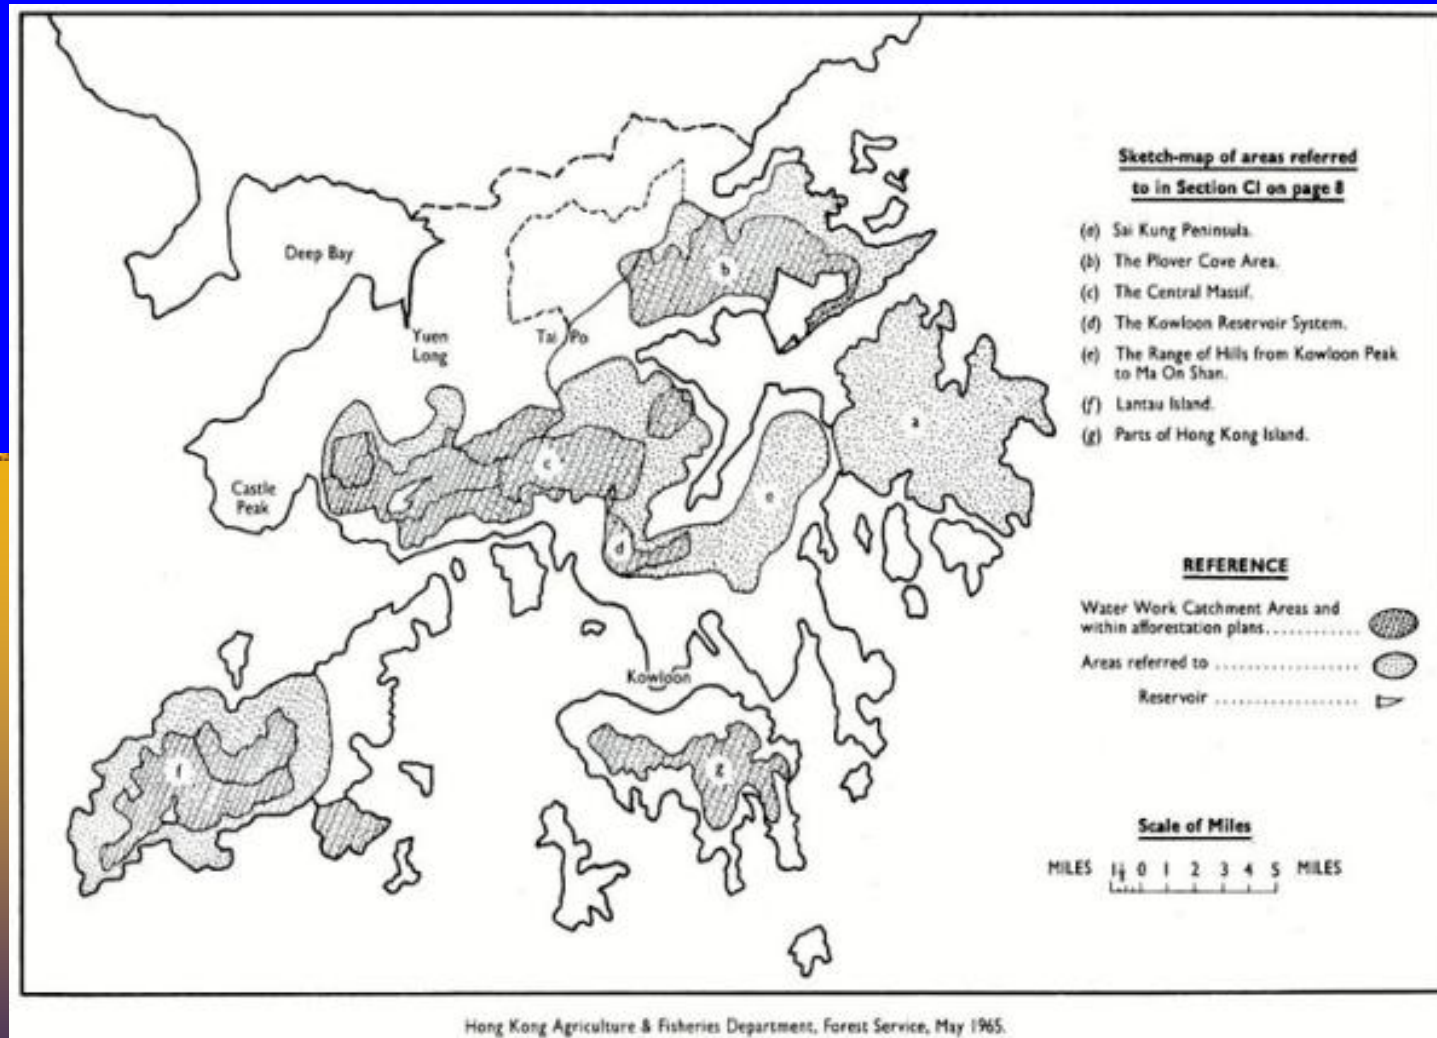 Sketch-map of areas referred
to in Section CI on page 8
(a) Sai Kung Peninsula.
(b) The Plover Cove Area.
(c) The Central Massif.
(d) The Kowloon Reservoir System.
(e) The Range of Hills from Kowloon Peak
to Ma On Shan.
(f) Lantau Island.
(g) Parts of Hong Kong Island.
Deep Bay
b
Yuen
Long
Tai Po
a
c
Castle
Peak
e
d
REFERENCE
Water Work Catchment Areas and
within afforestation plans............
Areas referred to .................
Reservoir .................
Kowloon
f
g
Scale of Miles
MILES 1 ½ 0 1 2 3 4 5 MILES
Hong Kong Agriculture & Fisheries Department, Forest Service, May 1965.